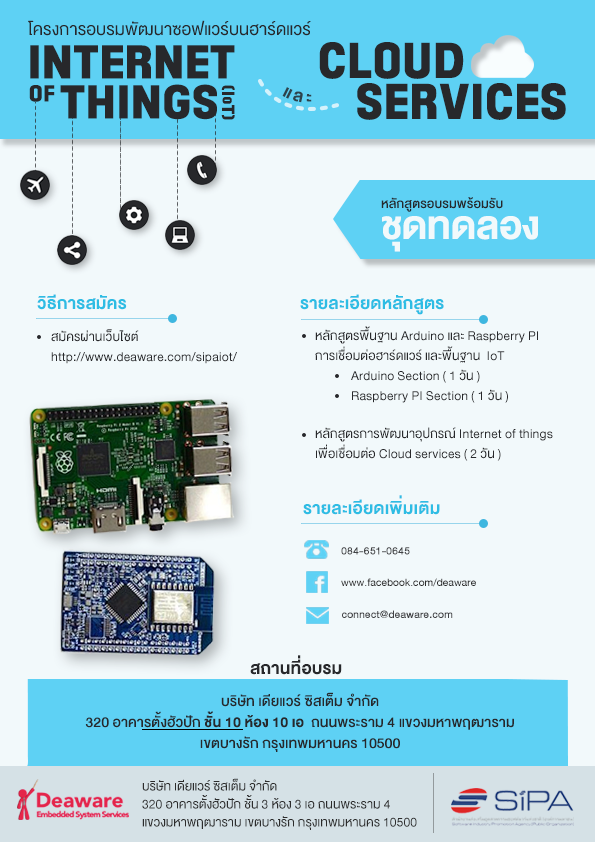 โครงการอบรมพัฒนาซอฟแวร์บนฮาร์ดแวร์
INTERNET
OF THINGS (IoT)
และ
CLOUD
SERVICES
หลักสูตรอบรมพร้อมรับ
ชุดทดลอง
วิธีการสมัคร
• สมัครผ่านเว็บไซต์
http://www.deaware.com/sipaiot/
รายละเอียดหลักสูตร
• หลักสูตรพื้นฐาน Arduino และ Raspberry PI
การเชื่อมต่อฮาร์ดแวร์ และพื้นฐาน IoT
• Arduino Section ( 1 วัน )
• Raspberry PI Section ( 1 วัน )
• หลักสูตรการพัฒนาอุปกรณ์ Internet of things
เพื่อเชื่อมต่อ Cloud services ( 2 วัน )
Raspberry Pi 2 Model B V1.1
HDMI
รายละเอียดเพิ่มเติม
084-651-0645
www.facebook.com/deaware
connect@deaware.com
สถานที่อบรม
บริษัท เดียแวร์ ซิสเต็ม จำกัด
320 อาคารตั้งฮัวปัก ชั้น 10 ห้อง 10 เอ ถนนพระราม 4 แขวงมหาพฤฒาราม
เขตบางรัก กรุงเทพมหานคร 10500
Deaware
Embedded System Services
บริษัท เดียแวร์ ซิสเต็ม จำกัด
320 อาคารตั้งฮัวปัก ชั้น 3 ห้อง 3 เอ ถนนพระราม 4
แขวงมหาพฤฒาราม เขตบางรัก กรุงเทพมหานคร 10500
SiPA